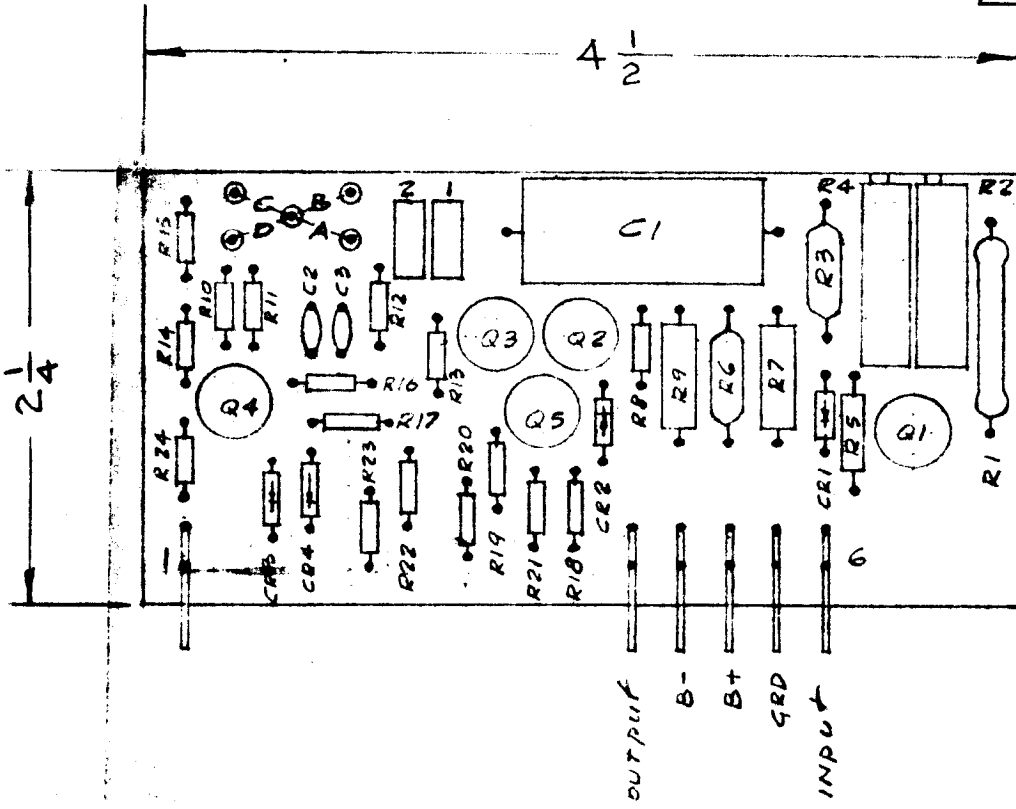 4 1/2
2 1/4
R15
C
B
D
A
2
1
C1
R4
R2
R3
R10
R11
C2
C3
R12
R14
R13
Q3
Q2
R8
R9
R6
R7
Q4
R16
R17
Q5
CR2
CR1
R5
Q1
R1
R24
CR3
CR4
R23
R22
R20
R19
R21
R18
1
6
OUTPUT
B-
B+
GRD
INPUT